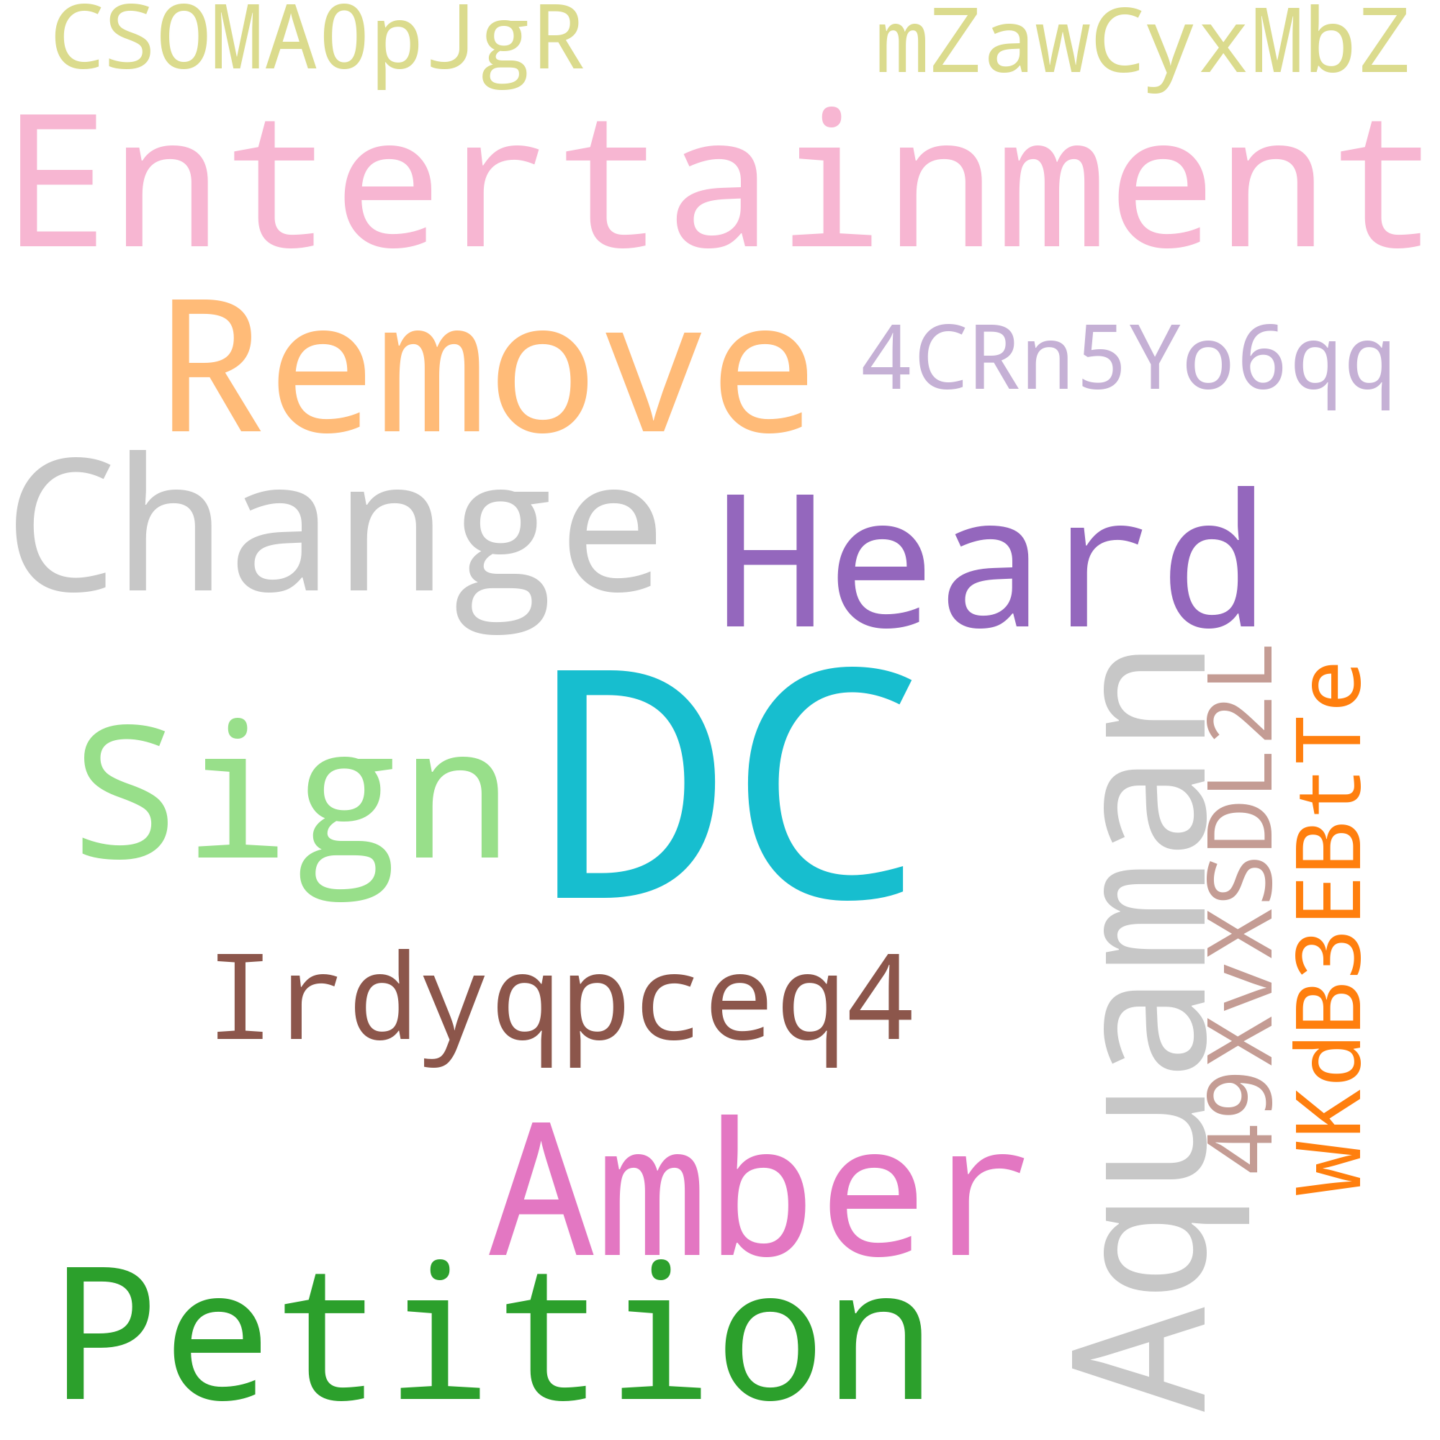 CSOMA0pJgR
mZawCyxMbZ
Entertainment
Remove
4CRn5Yo6qq
Change
Heard
DC
Sign
Aquaman
49XvXSDL2L
WKdB3EBtTe
Irdyqpceq4
Amber
Petition